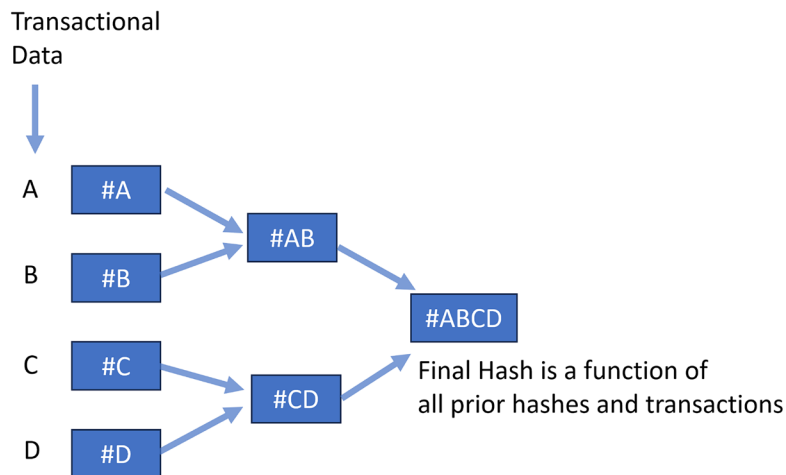 Transactional
Data
A
#A
#AB
B
#B
#ABCD
C
#C
#CD
Final Hash is a function of
all prior hashes and transactions
D
#D